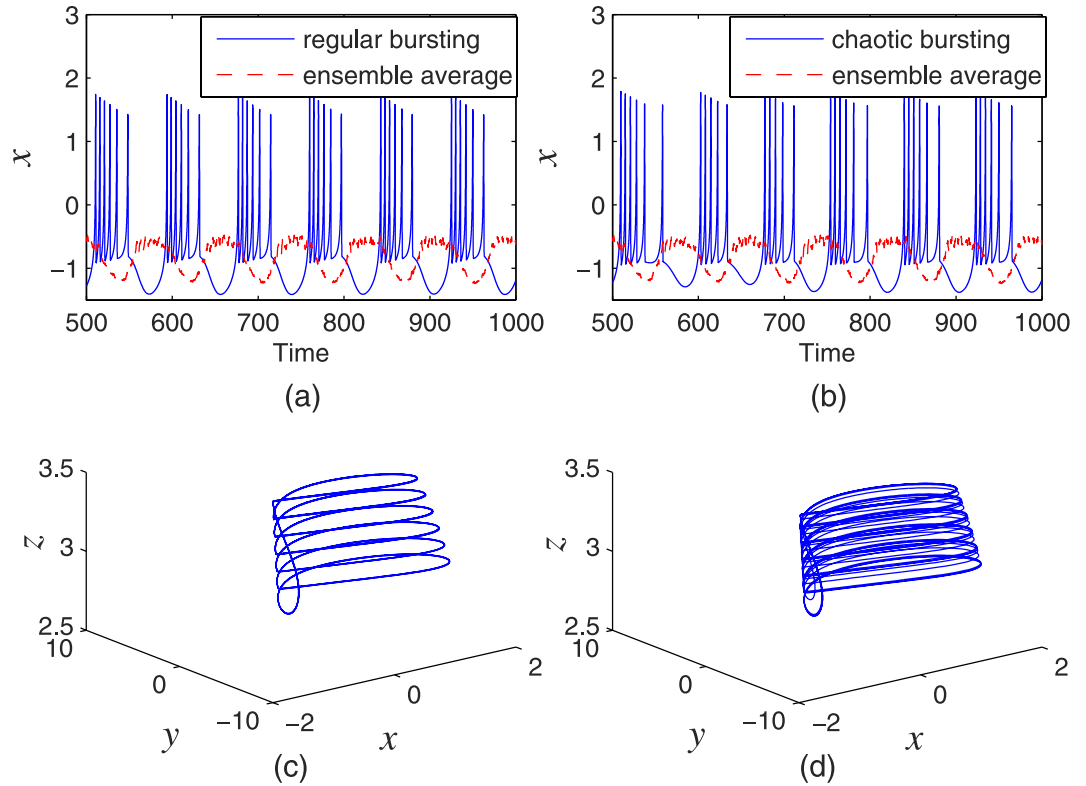 3
2
1
0
−1
x
500 600 700 800 900 1000
Time
regular bursting
ensemble average
(a)
3
2
1
0
−1
x
500 600 700 800 900 1000
Time
chaotic bursting
ensemble average
(b)
3.5
3
2.5
z
10
0
−10
y
−2
0
2
x
(c)
3.5
3
2.5
z
10
0
−10
y
−2
0
2
x
(d)